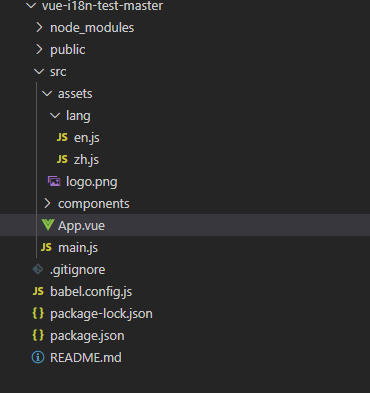 vue-i18n-test-master
node_modules
public
src
assets
lang
JS en.js
JS zh.js
logo.png
components
App.vue
JS main.js
.gitignore
JS babel.config.js
{} package-lock.json
{} package.json
README.md